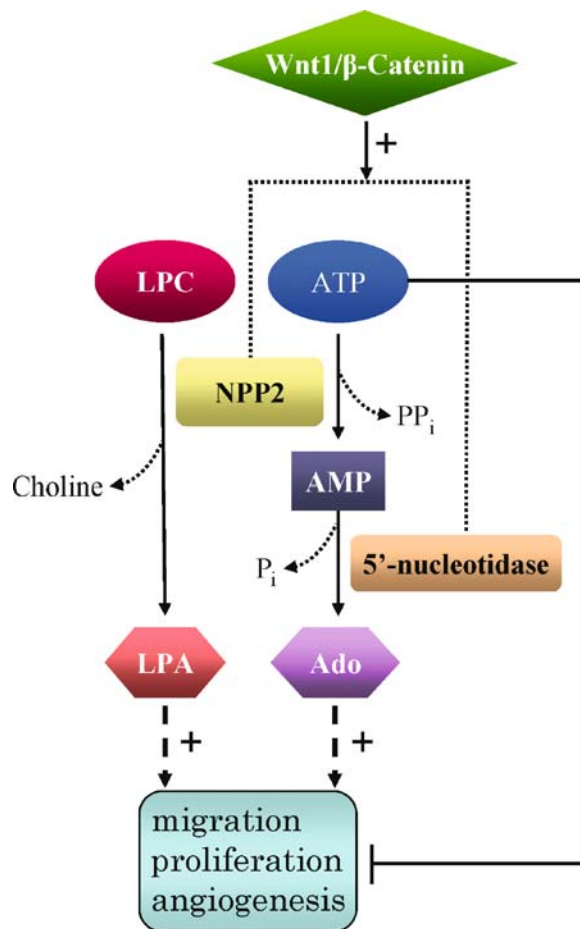 Wnt1/β-Catenin
+
LPC
ATP
NPP2
PPi
Choline
AMP
Pi
5’-nucleotidase
LPA
Ado
+
+
migration
proliferation
angiogenesis